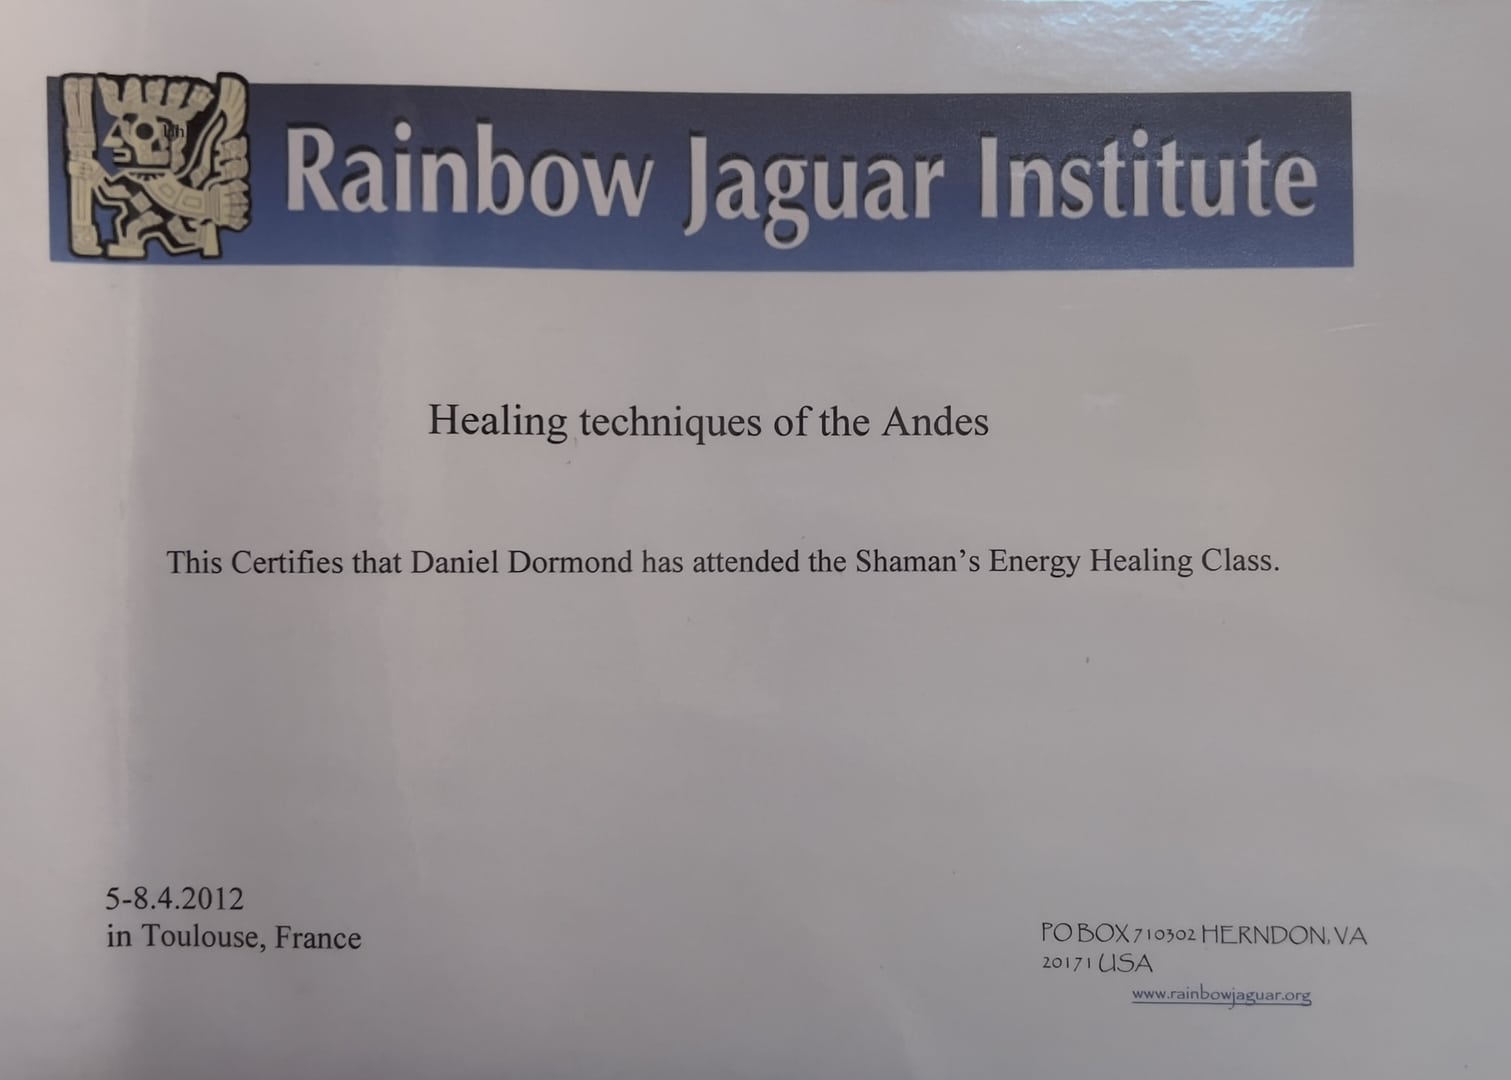 Rainbow Jaguar Institute
Healing techniques of the Andes
This Certifies that Daniel Dormond has attended the Shaman's Energy Healing Class.
5-8.4.2012
in Toulouse, France
PO BOX 710302 HERNDON, VA
20171 USA
www.rainbowjaguar.org